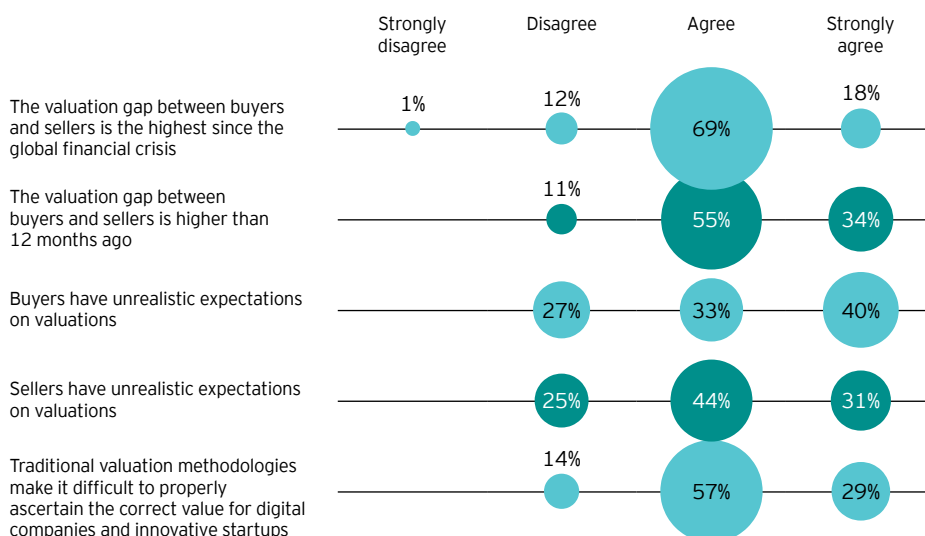 Strongly
disagree
Disagree
Agree
Strongly
agree
The valuation gap between buyers
and sellers is the highest since the
global financial crisis
1%
12%
69%
18%
The valuation gap between
buyers and sellers is higher than
12 months ago
11%
55%
34%
Buyers have unrealistic expectations
on valuations
27%
33%
40%
Sellers have unrealistic expectations
on valuations
25%
44%
31%
Traditional valuation methodologies
make it difficult to properly
ascertain the correct value for digital
companies and innovative startups
14%
57%
29%